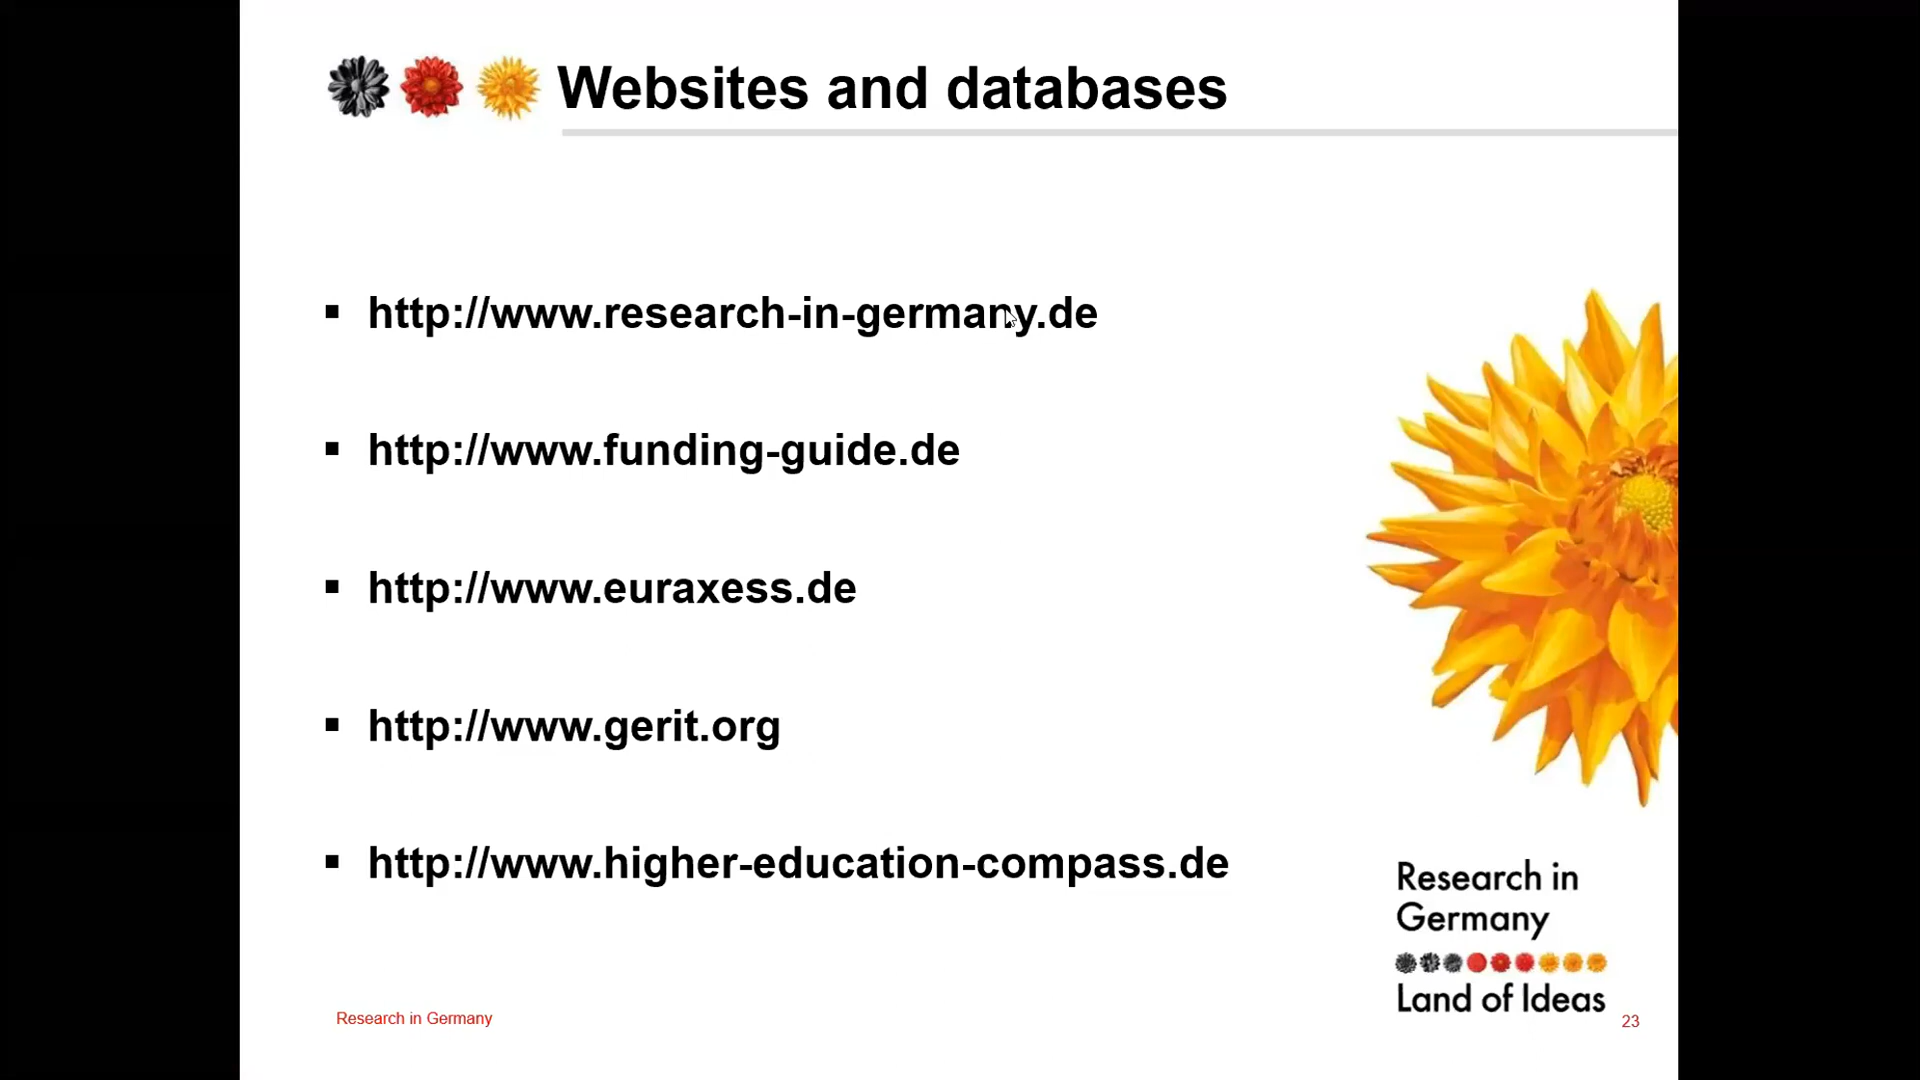 Websites and databases
▪ http://www.research-in-germany.de
▪ http://www.funding-guide.de
▪ http://www.euraxess.de
▪ http://www.gerit.org
▪ http://www.higher-education-compass.de
Research in
Germany
Land of Ideas
Research in Germany
23